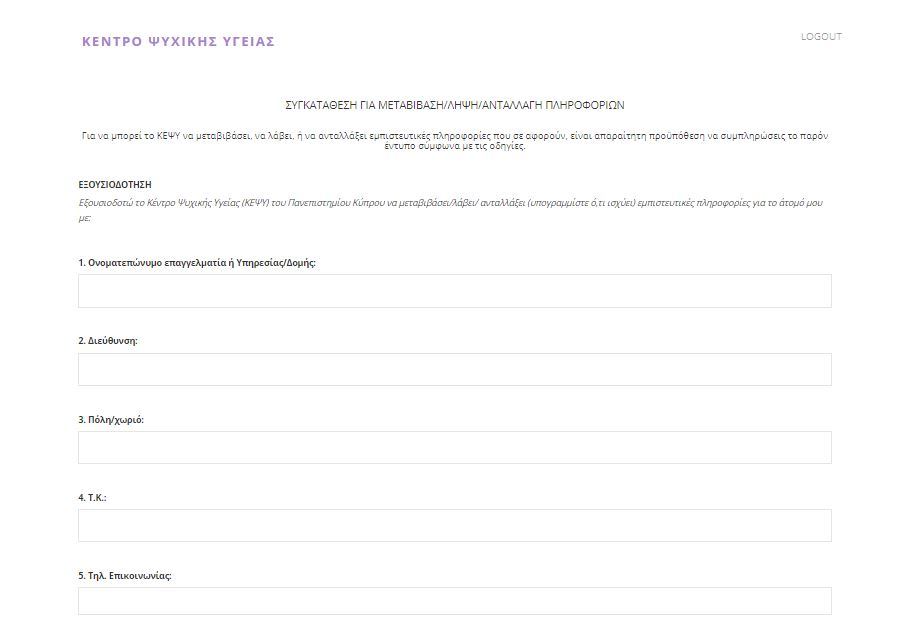 ΚΕΝΤΡΟ ΨΥΧΙΚΗΣ ΥΓΕΙΑΣ
LOGOUT
ΣΥΓΚΑΤΑΘΕΣΗ ΓΙΑ ΜΕΤΑΒΙΒΑΣΗ/ΛΗΨΗ/ΑΝΤΑΛΛΑΓΗ ΠΛΗΡΟΦΟΡΙΩΝ
Για να μπορεί το ΚΕΨΥ να μεταβιβάσει, να λάβει, ή να ανταλλάξει εμπιστευτικές πληροφορίες που σε αφορούν, είναι απαραίτητη προϋπόθεση να συμπληρώσεις το παρόν
έντυπο σύμφωνα με τις οδηγίες.
ΕΞΟΥΣΙΟΔΟΤΗΣΗ
Εξουσιοδοτώ το Κέντρο Ψυχικής Υγείας (ΚΕΨΥ) του Πανεπιστημίου Κύπρου να μεταβιβάσει/λάβει/ ανταλλάξει (υπογραμμίστε ό,τι ισχύει) εμπιστευτικές πληροφορίες για το άτομό μου
με:
1. Ονοματεπώνυμο επαγγελματία ή Υπηρεσίας/Δομής:
2. Διεύθυνση:
3. Πόλη/χωριό:
4. Τ.Κ.:
5. Τηλ. Επικοινωνίας: